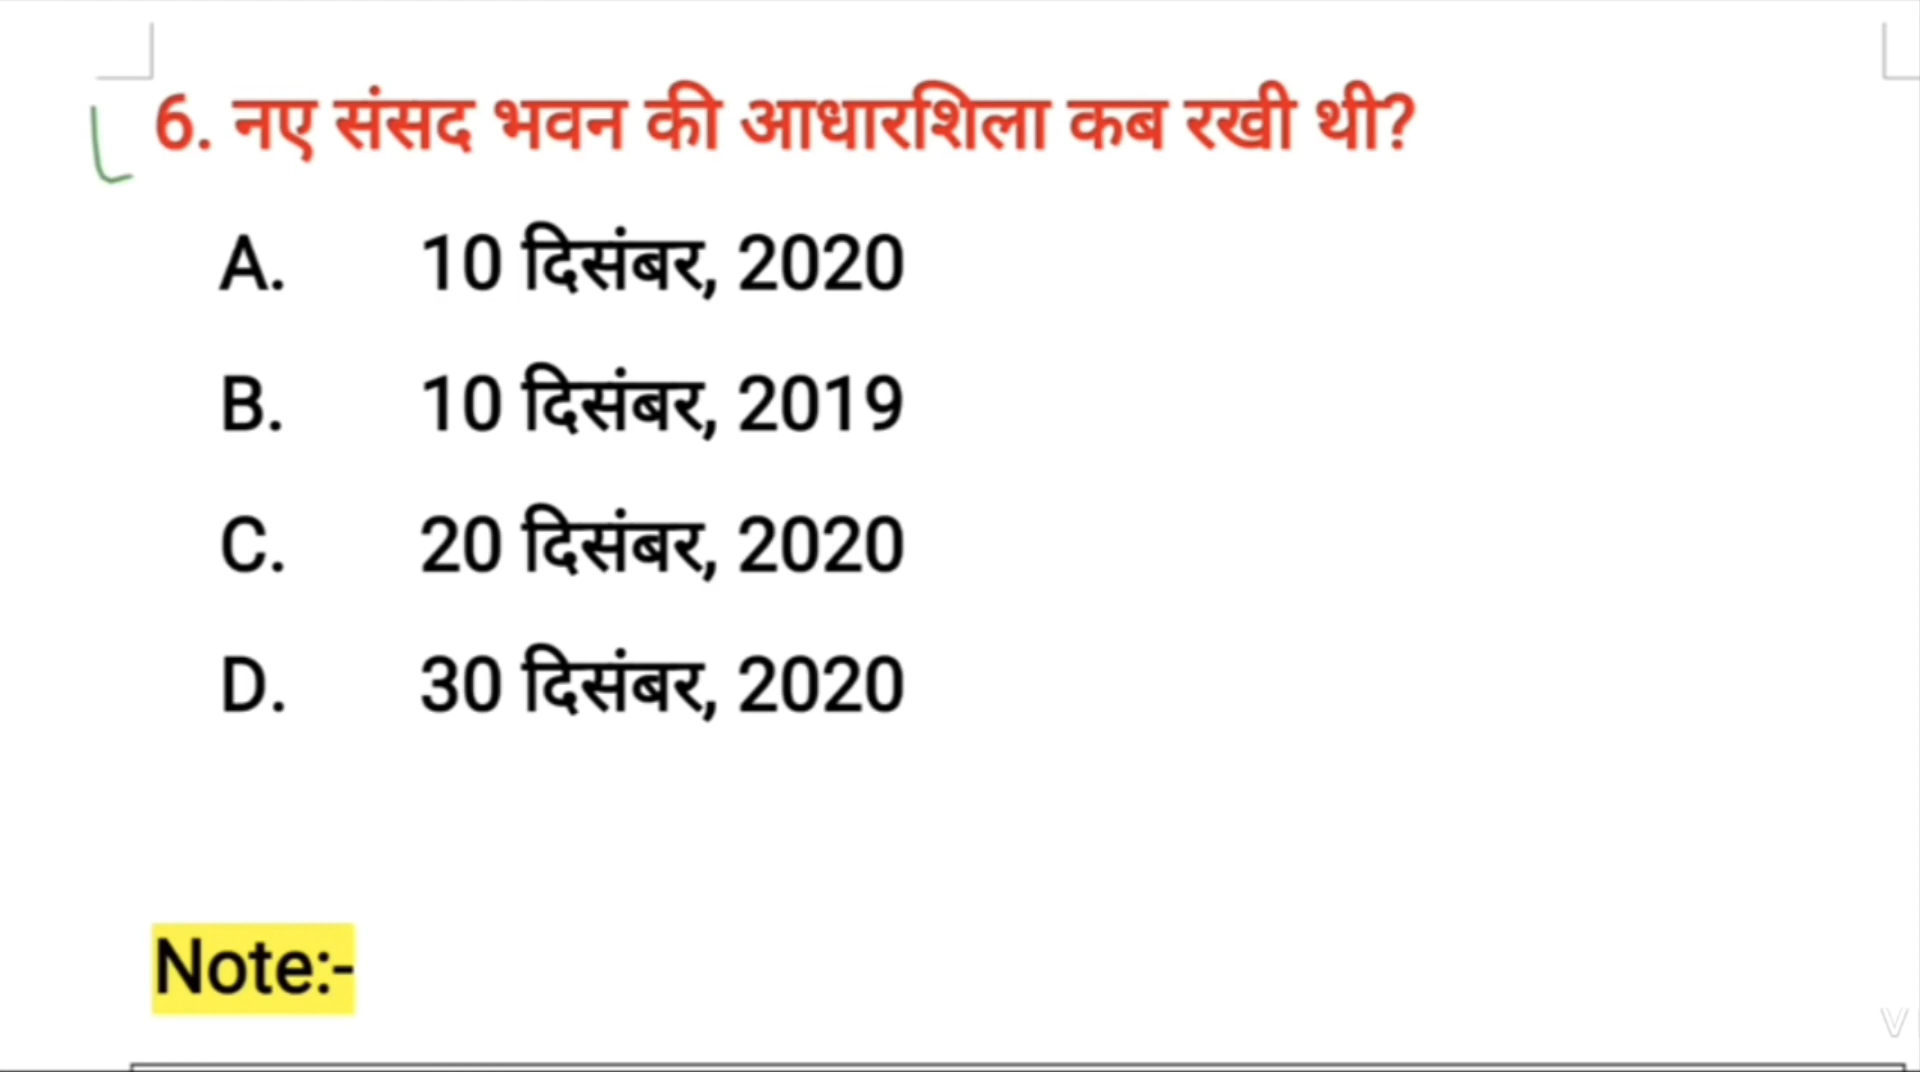 6. नए संसद भवन की आधारशिला कब रखी थी?
A. 10 दिसंबर, 2020
B. 10 दिसंबर, 2019
C. 20 दिसंबर, 2020
D. 30 दिसंबर, 2020
Note:-
V